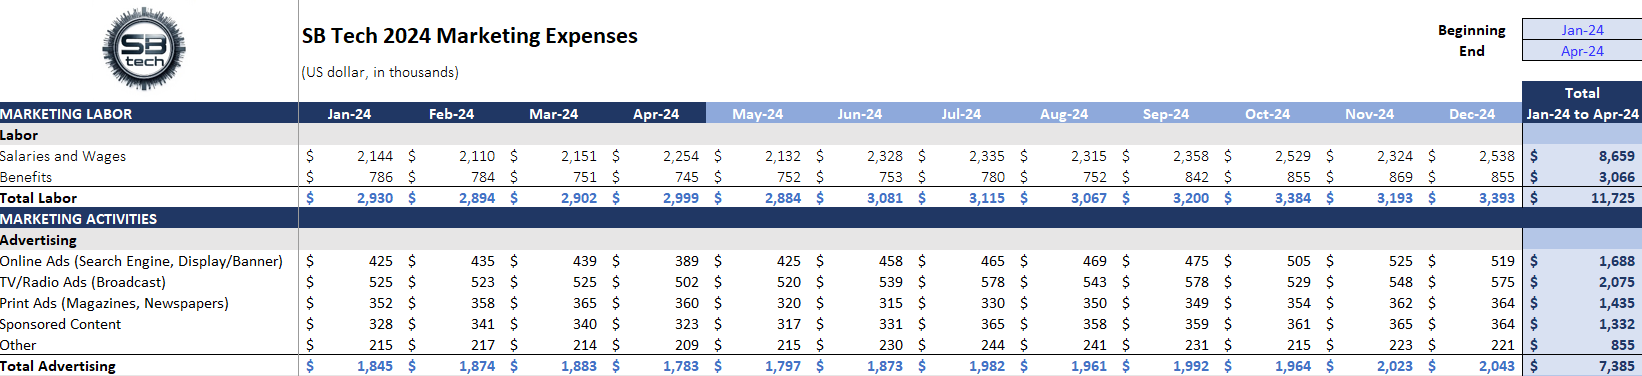 SB
tech
SB Tech 2024 Marketing Expenses
(US dollar, in thousands)
Beginning Jan-24
End Apr-24
Total
MARKETING LABOR Jan-24 Feb-24 Mar-24 Apr-24 May-24 Jun-24 Jul-24 Aug-24 Sep-24 Oct-24 Nov-24 Dec-24 Jan-24 to Apr-24
Labor
Salaries and Wages $ 2,144 $ 2,110 $ 2,151 $ 2,254 $ 2,132 $ 2,328 $ 2,335 $ 2,315 $ 2,358 $ 2,529 $ 2,324 $ 2,538 $ 8,659
Benefits $ 786 $ 784 $ 751 $ 745 $ 752 $ 753 $ 780 $ 752 $ 842 $ 855 $ 869 $ 855 $ 3,066
Total Labor $ 2,930 $ 2,894 $ 2,902 $ 2,999 $ 2,884 $ 3,081 $ 3,115 $ 3,067 $ 3,200 $ 3,384 $ 3,193 $ 3,393 $ 11,725
MARKETING ACTIVITIES
Advertising
Online Ads (Search Engine, Display/Banner) $ 425 $ 435 $ 439 $ 389 $ 425 $ 458 $ 465 $ 469 $ 475 $ 505 $ 525 $ 519 $ 1,688
TV/Radio Ads (Broadcast) $ 525 $ 523 $ 525 $ 502 $ 520 $ 539 $ 578 $ 543 $ 578 $ 529 $ 548 $ 575 $ 2,075
Print Ads (Magazines, Newspapers) $ 352 $ 358 $ 365 $ 360 $ 320 $ 315 $ 330 $ 350 $ 349 $ 354 $ 362 $ 364 $ 1,435
Sponsored Content $ 328 $ 341 $ 340 $ 323 $ 317 $ 331 $ 365 $ 358 $ 359 $ 361 $ 365 $ 364 $ 1,332
Other $ 215 $ 217 $ 214 $ 209 $ 215 $ 230 $ 244 $ 241 $ 231 $ 215 $ 223 $ 221 $ 855
Total Advertising $ 1,845 $ 1,874 $ 1,883 $ 1,783 $ 1,797 $ 1,873 $ 1,982 $ 1,961 $ 1,992 $ 1,964 $ 2,023 $ 2,043 $ 7,385